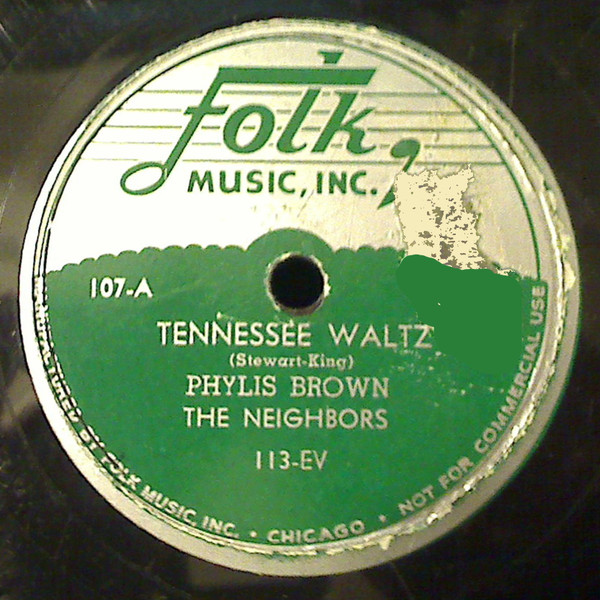 Folk
MUSIC, INC.
107-A
TENNESSEE WALTZ
(Stewart-King)
PHYLIS BROWN
THE NEIGHBORS
113-EV
MANUFACTURED BY FOLK MUSIC, INC. • CHICAGO • NOT FOR COMMERCIAL USE